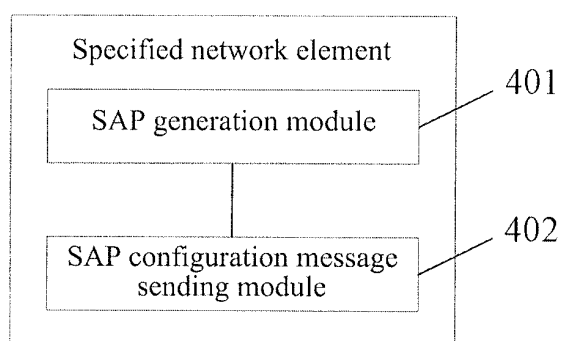 Specified network element
SAP generation module
401
SAP configuration message
sending module
402